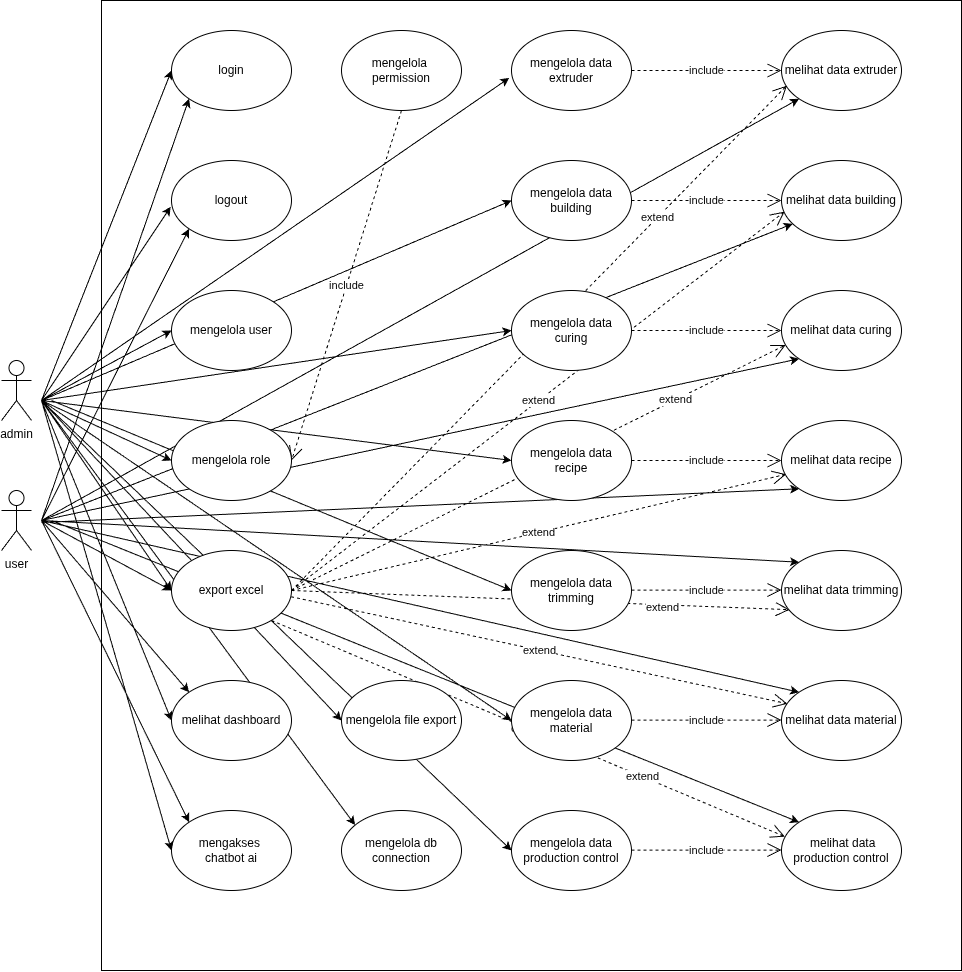 login
mengelola
permission
mengelola data
extruder
include
melihat data extruder
logout
mengelola data
building
include
melihat data building
extend
include
mengelola user
mengelola data
curing
include
melihat data curing
extend
extend
admin
mengelola role
mengelola data
recipe
include
melihat data recipe
extend
user
export excel
mengelola data
trimming
include
melihat data trimming
extend
extend
melihat dashboard
mengelola file export
mengelola data
material
include
melihat data material
extend
mengakses
chatbot ai
mengelola db
connection
mengelola data
production control
include
melihat data
production control